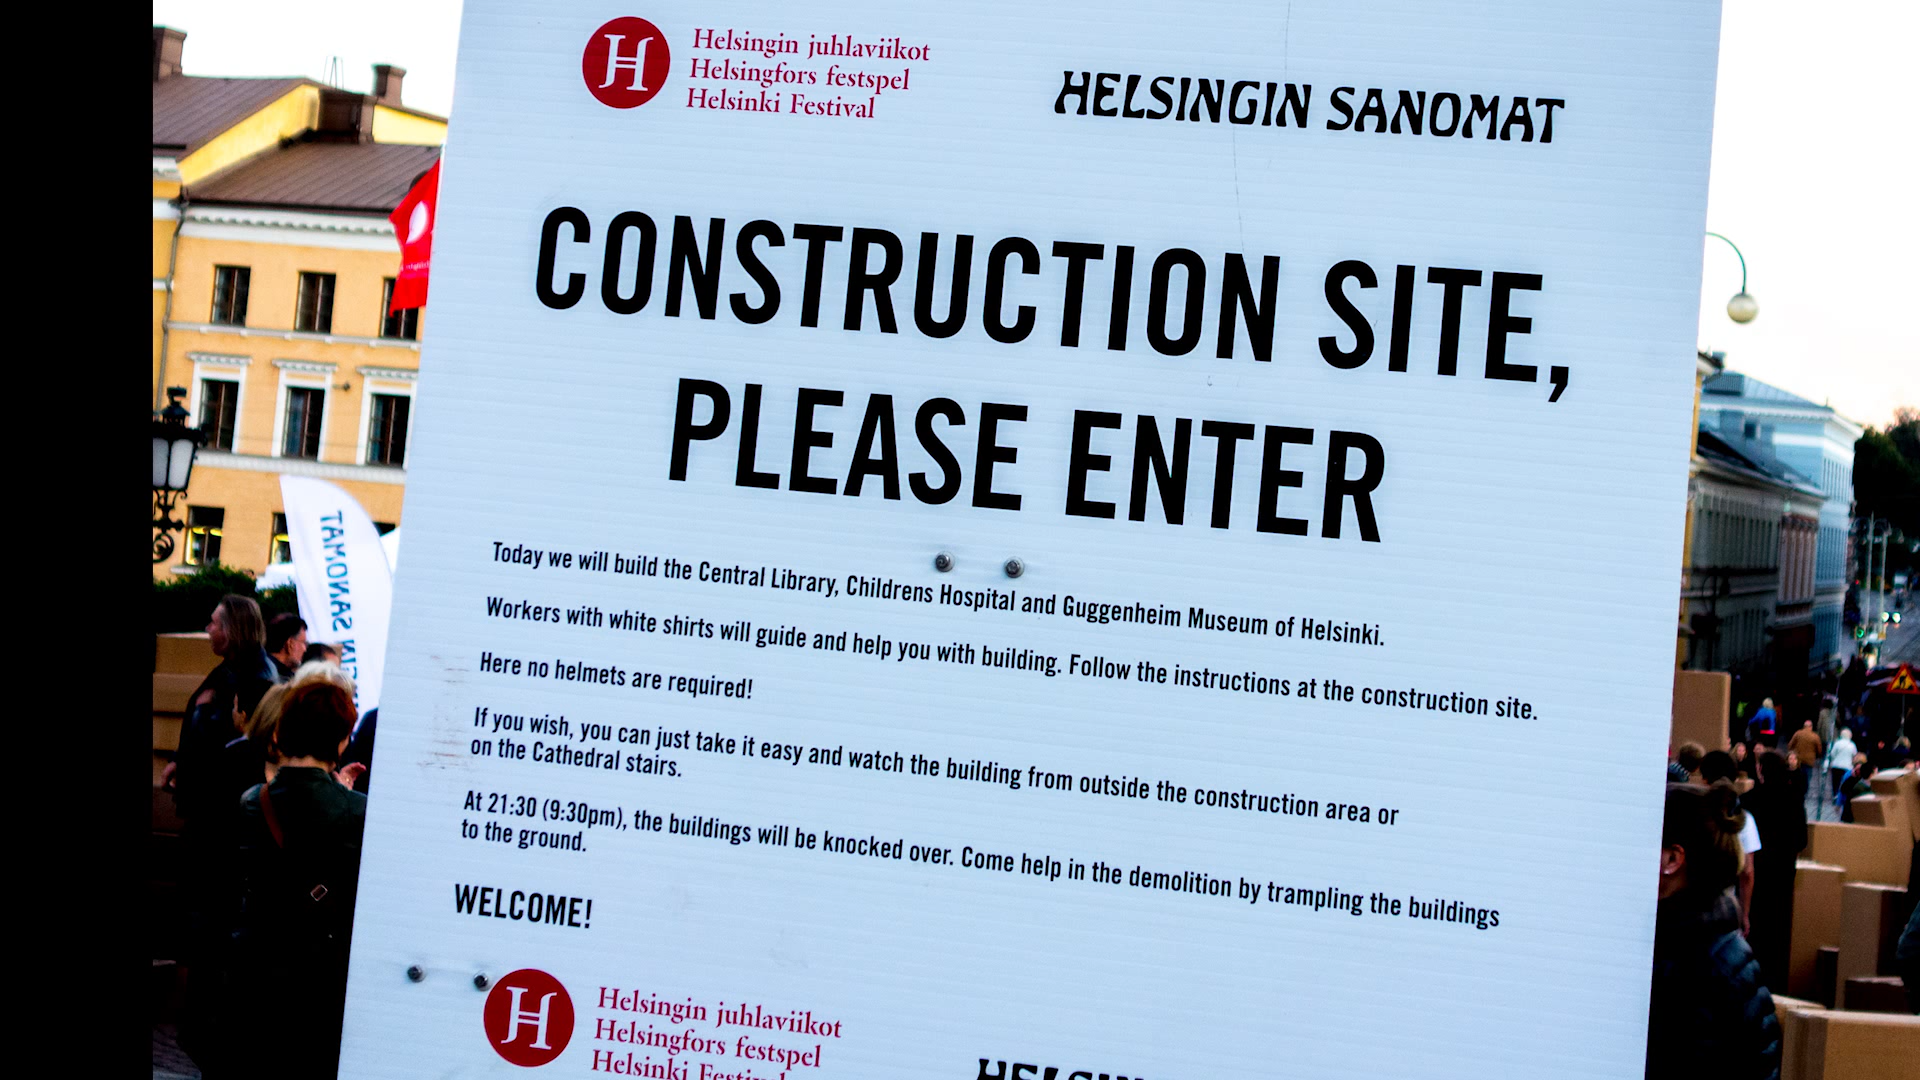 Helsingin juhlaviikot
Helsingfors festspel
Helsinki Festival
HELSINGIN SANOMAT
CONSTRUCTION SITE,
PLEASE ENTER
Today we will build the Central Library, Childrens Hospital and Guggenheim Museum of Helsinki.
Workers with white shirts will guide and help you with building. Follow the instructions at the construction site.
Here no helmets are required!
If you wish, you can just take it easy and watch the building from outside the construction area or
on the Cathedral stairs.
At 21:30 (9:30pm), the buildings will be knocked over. Come help in the demolition by trampling the buildings
to the ground.
WELCOME!
Helsingin juhlaviikot
Helsingfors festspel
Helsinki Festival
SANOMAT